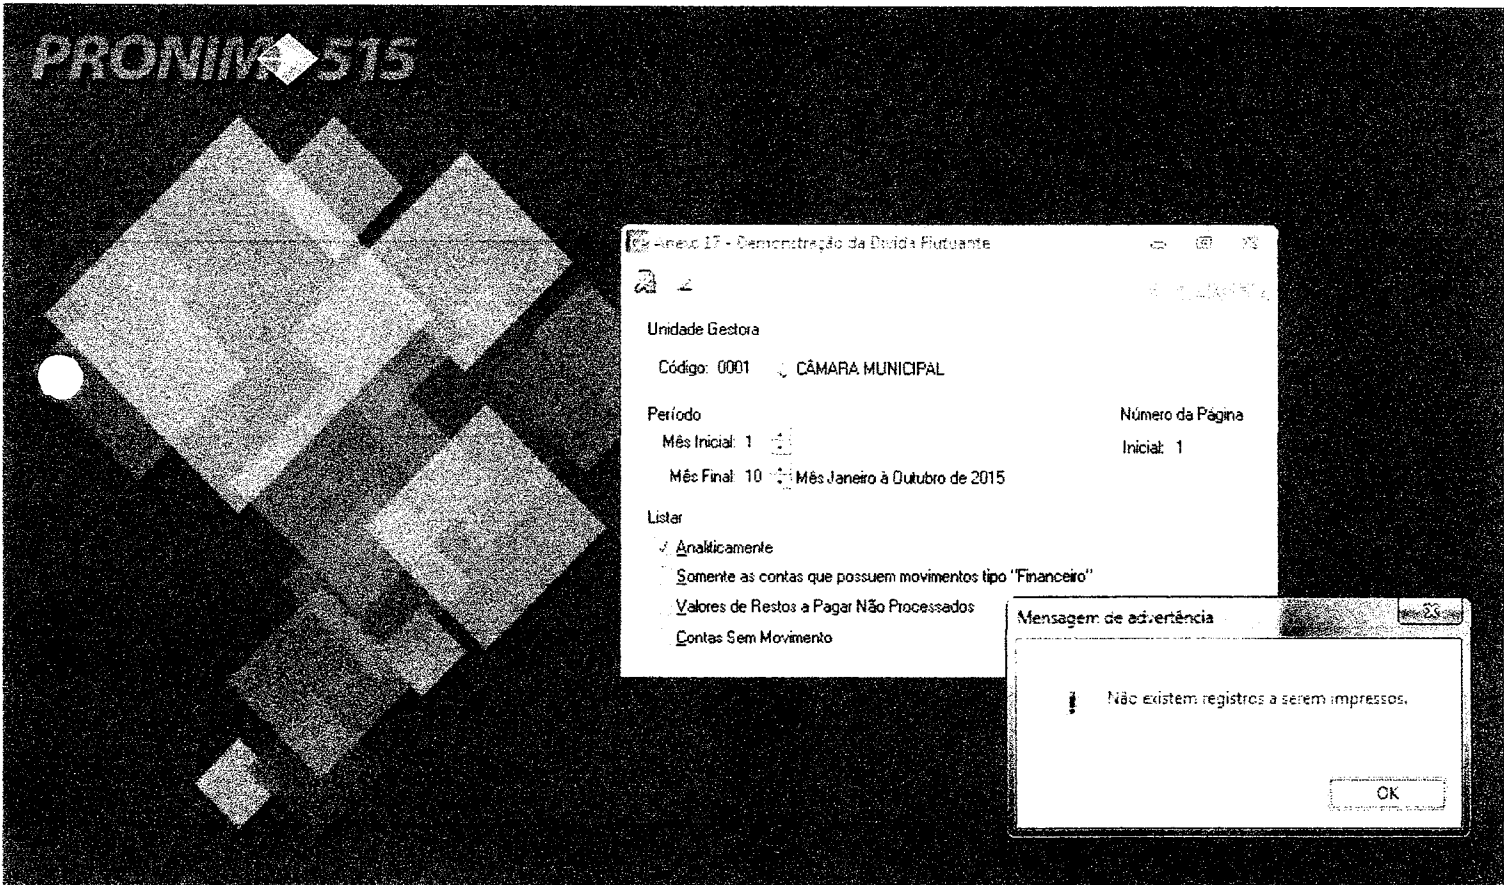 PRONIM 515
Anexo 17 - Demonstração da Dívida Flutuante
Unidade Gestora
Código: 0001 CÂMARA MUNICIPAL
Período
Número da Página
Mês Inicial: 1
Inicial: 1
Mês Final: 10 Mês Janeiro à Outubro de 2015
Listar
Analiticamente
Somente as contas que possuem movimentos tipo "Financeiro"
Valores de Restos a Pagar Não Processados
Contas Sem Movimento
Mensagem de advertência
Não existem registros a serem impressos.
OK